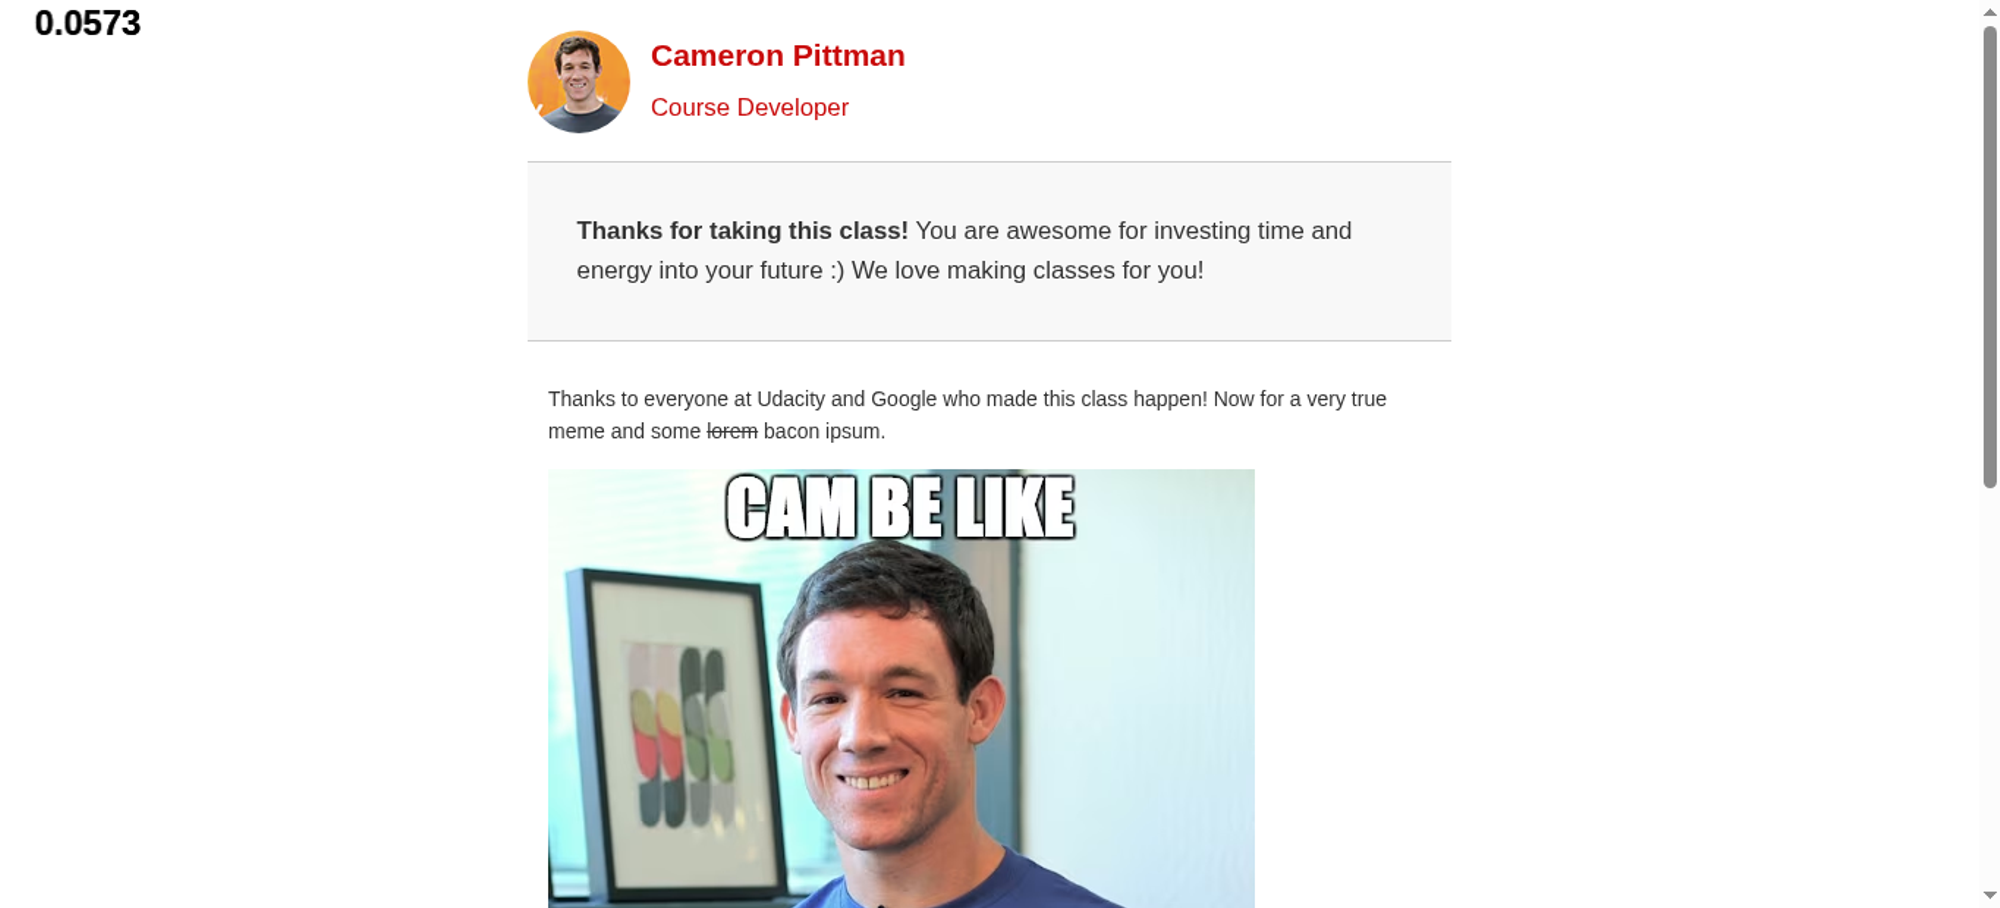 0.0573
Cameron Pittman
Course Developer
Thanks for taking this class! You are awesome for investing time and
energy into your future :) We love making classes for you!
Thanks to everyone at Udacity and Google who made this class happen! Now for a very true
meme and some lorem bacon ipsum.
CAM BE LIKE